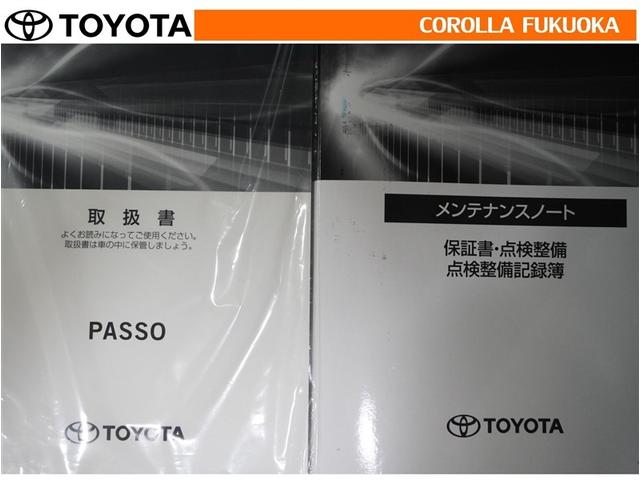 TOYOTA
COROLLA FUKUOKA
取扱書
よくお読みになってご使用ください。
取扱書は車の中に保管しましょう。
PASSO
TOYOTA
メンテナンスノート
保証書・点検整備
点検整備記録簿
TOYOTA